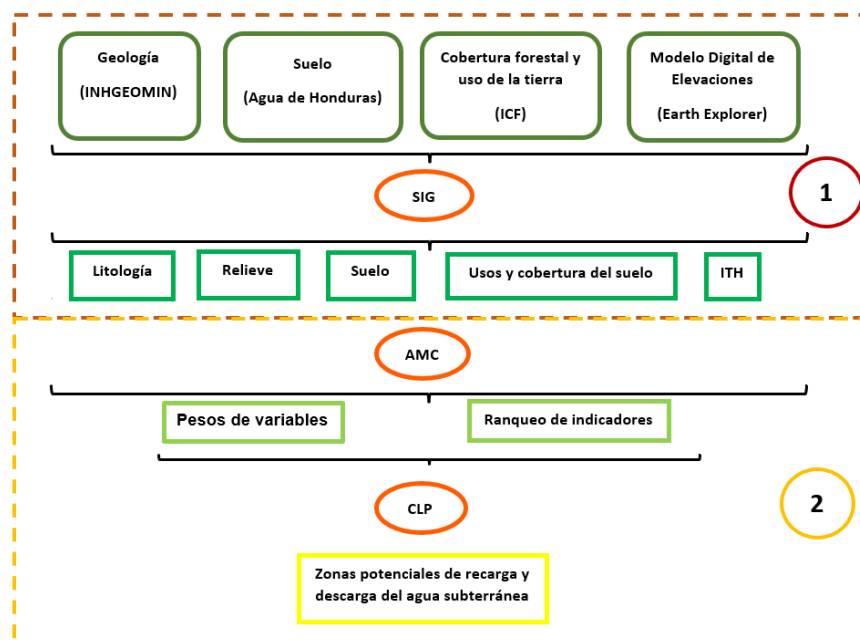 Geología
(INHGEOMIN)
Suelo
(Agua de Honduras)
Cobertura forestal y
uso de la tierra
(ICF)
Modelo Digital de
Elevaciones
(Earth Explorer)
SIG
1
Litología
Relieve
Suelo
Usos y cobertura del suelo
ITH
AMC
Pesos de variables
Ranqueo de indicadores
CLP
2
Zonas potenciales de recarga y
descarga del agua subterránea